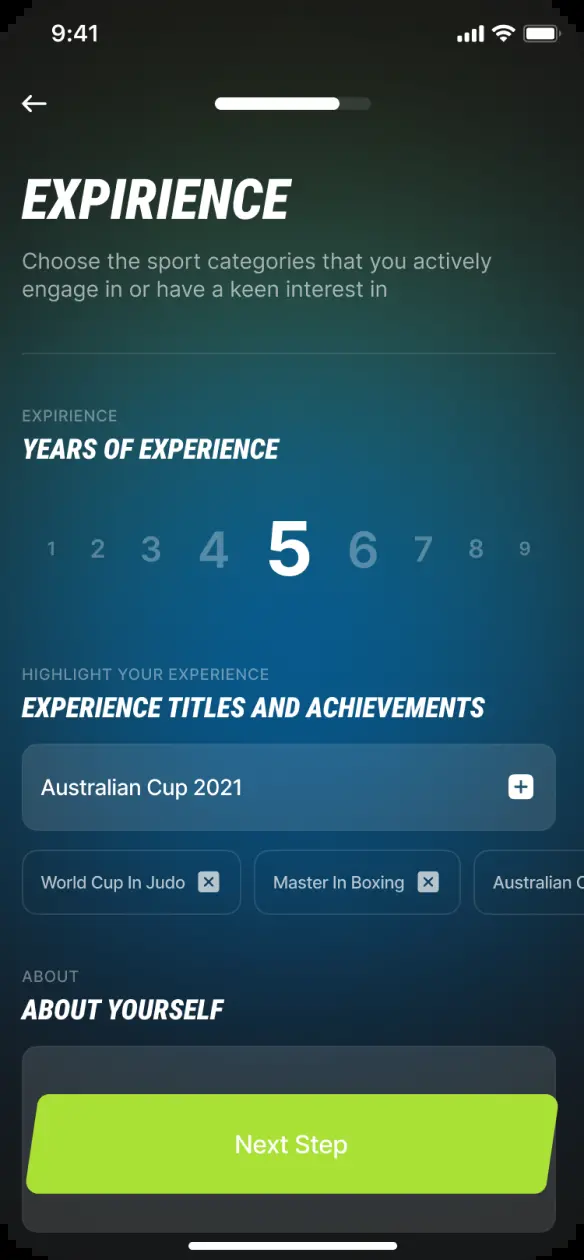 9:41
EXPIRIENCE
Choose the sport categories that you actively
engage in or have a keen interest in
EXPIRIENCE
YEARS OF EXPERIENCE
1 2 3 4 5 6 7 8 9
HIGHLIGHT YOUR EXPERIENCE
EXPERIENCE TITLES AND ACHIEVEMENTS
Australian Cup 2021
World Cup In Judo Master In Boxing Australian C
ABOUT
ABOUT YOURSELF
Next Step